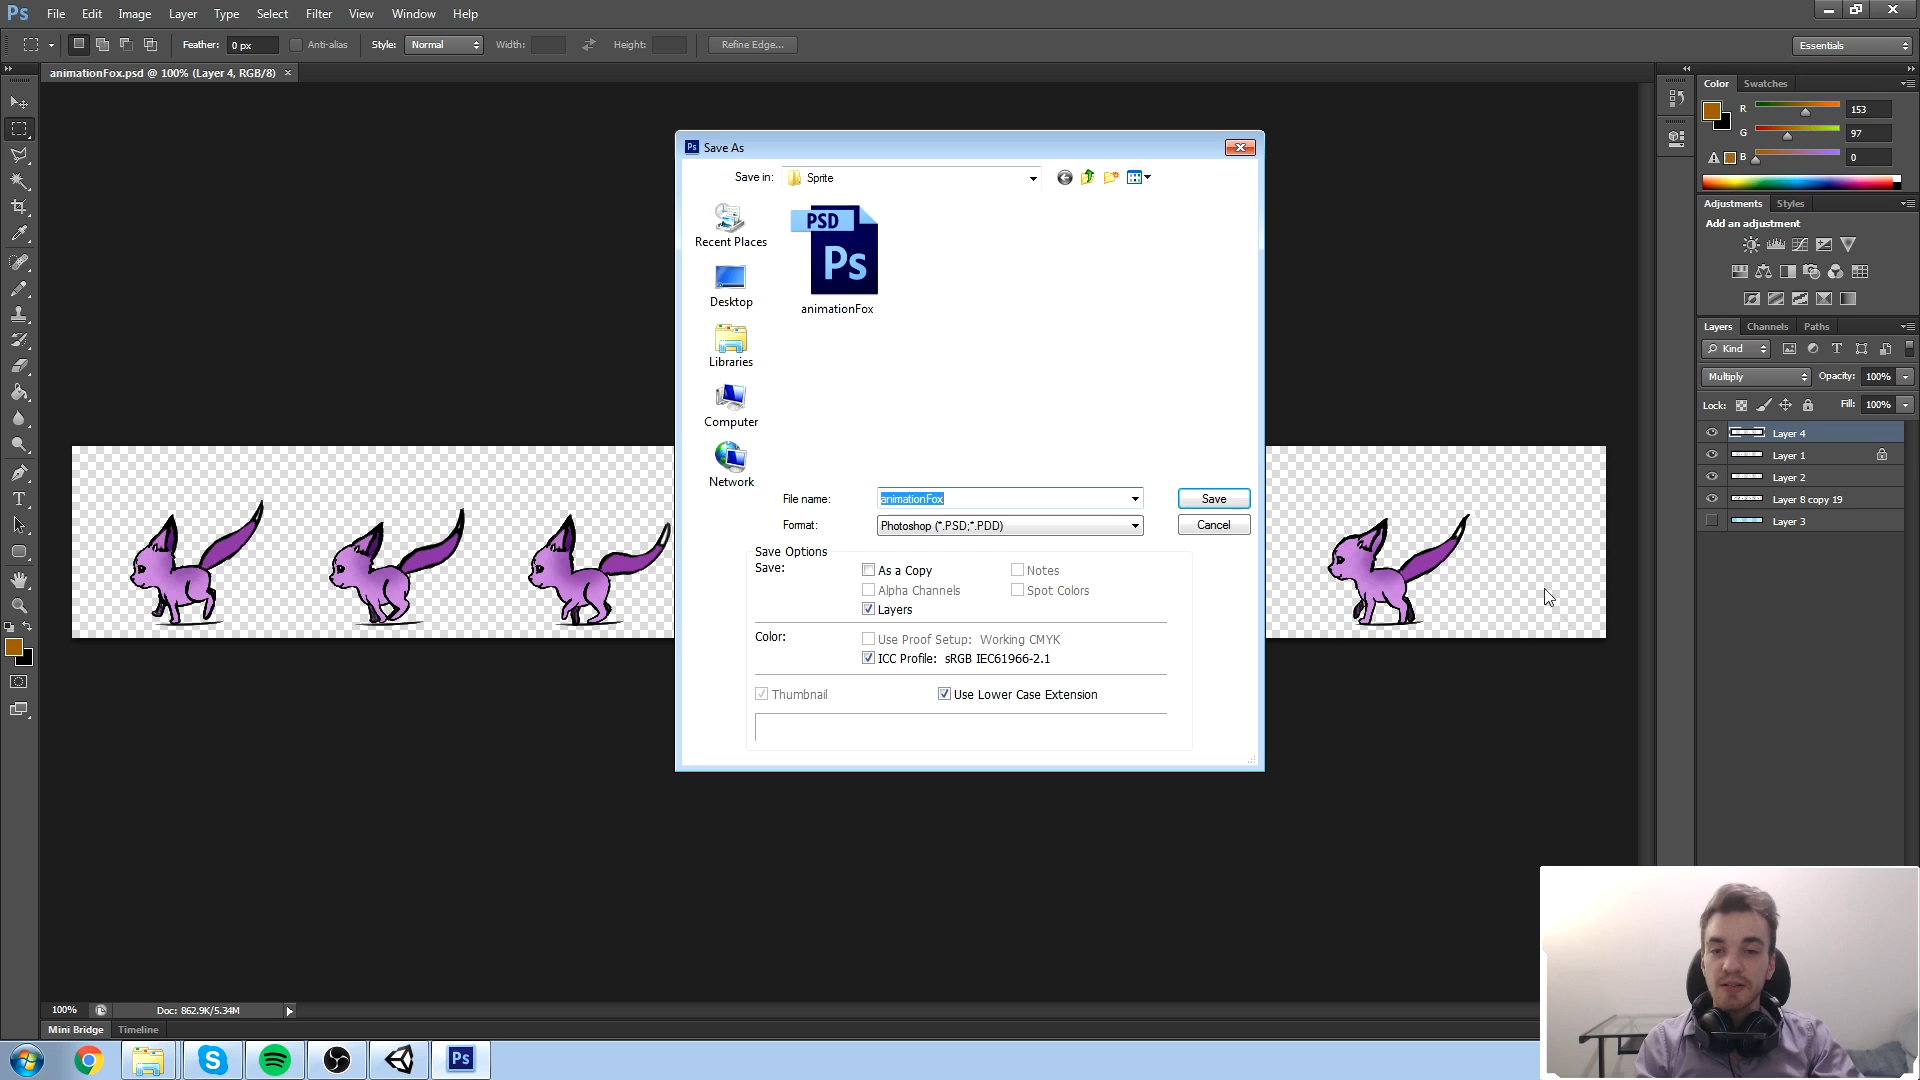 Ps File Edit Image Layer Type Select Filter View Window Help
Feather: 0 px Anti-alias Style: Normal Width: Height: Refine Edge... Essentials
animationFox.psd @ 100% (Layer 4, RGB/8) ×
Color Swatches
R 153
G 97
B 0
Adjustments Styles
Add an adjustment
Layers Channels Paths
Kind
Multiply Opacity: 100%
Lock: Fill: 100%
Layer 4
Layer 1
Layer 2
Layer 8 copy 19
Layer 3
Ps Save As
Save in: Sprite
Recent Places
Desktop
Libraries
Computer
Network
PSD
Ps
animationFox
File name: animationFox Save
Format: Photoshop (*.PSD;*.PDD) Cancel
Save Options
Save:
As a Copy Notes
Alpha Channels Spot Colors
Layers
Color:
Use Proof Setup: Working CMYK
ICC Profile: sRGB IEC61966-2.1
Thumbnail Use Lower Case Extension
100% Doc: 862.9K/5.34M
Mini Bridge Timeline
Ps